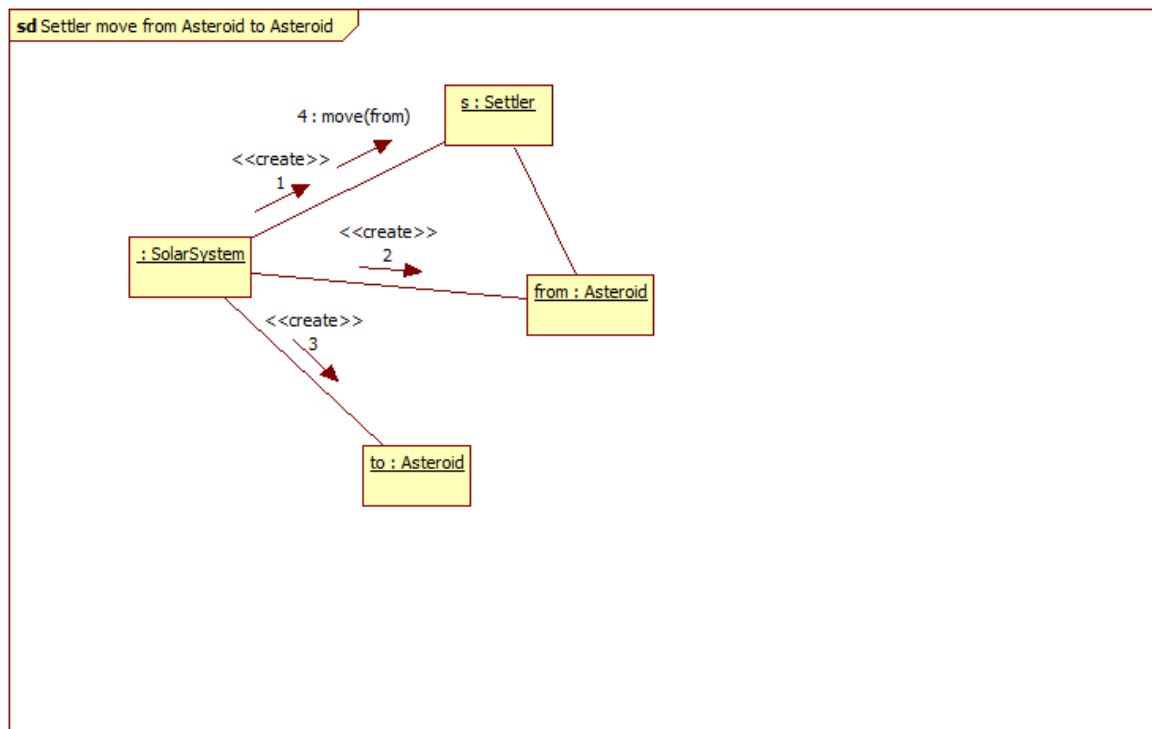 sd Settler move from Asteroid to Asteroid
s : Settler
4 : move(from)
<<create>>
1
: SolarSystem
<<create>>
2
from : Asteroid
<<create>>
3
to : Asteroid